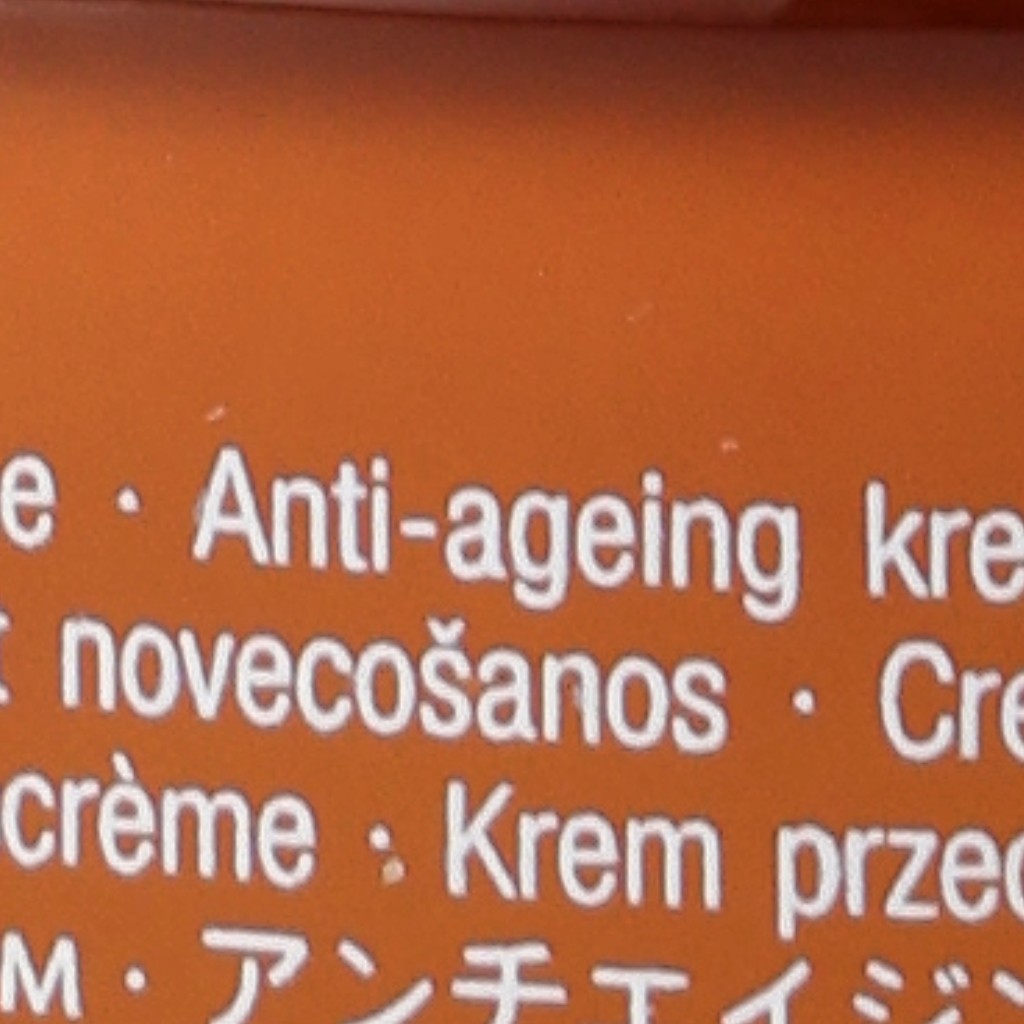 e · Anti-ageing kre
novecošanos · Cre
crème · Krem przec
M · アンチエイジン